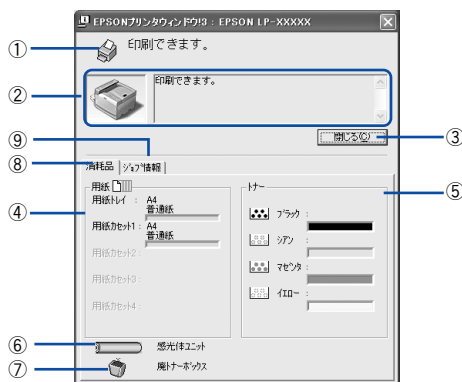 EPSONプリンタウィンドウ!3 : EPSON LP-XXXXX
① 印刷できます。
② 印刷できます。
閉じる(C) ③
⑨
⑧ 消耗品 ジョブ情報
④ 用紙
用紙トレイ : A4
普通紙
用紙カセット1 : A4
普通紙
用紙カセット2 :
用紙カセット3 :
用紙カセット4 :
トナー ⑤
ブラック :
シアン :
マゼンタ :
イエロー :
⑥ 感光体ユニット
⑦ 廃トナーボックス